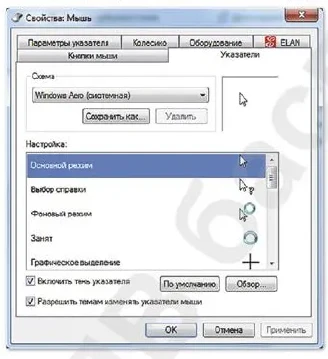 Свойства: Мышь
Параметры указателя Колесико Оборудование ELAN
Кнопки мыши Указатели
Схема
Windows Aero (системная)
Сохранить как... Удалить
Настройка:
Основной режим
Выбор справки
Фоновый режим
Занят
Графическое выделение
Включить тень указателя По умолчанию Обзор...
Разрешить темам изменять указатели мыши
OK Отмена Применить